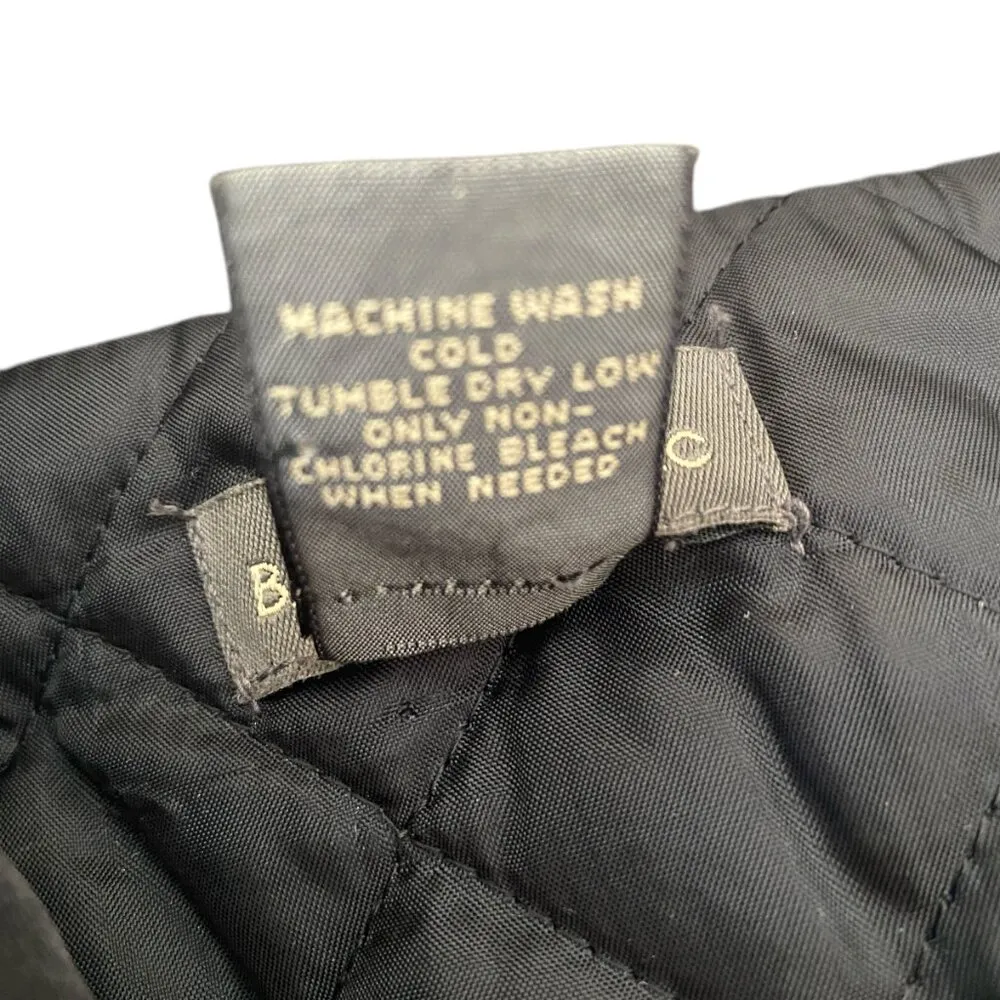 MACHINE WASH
COLD
TUMBLE DRY LOW
ONLY NON-
CHLORINE BLEACH
WHEN NEEDED
B
C